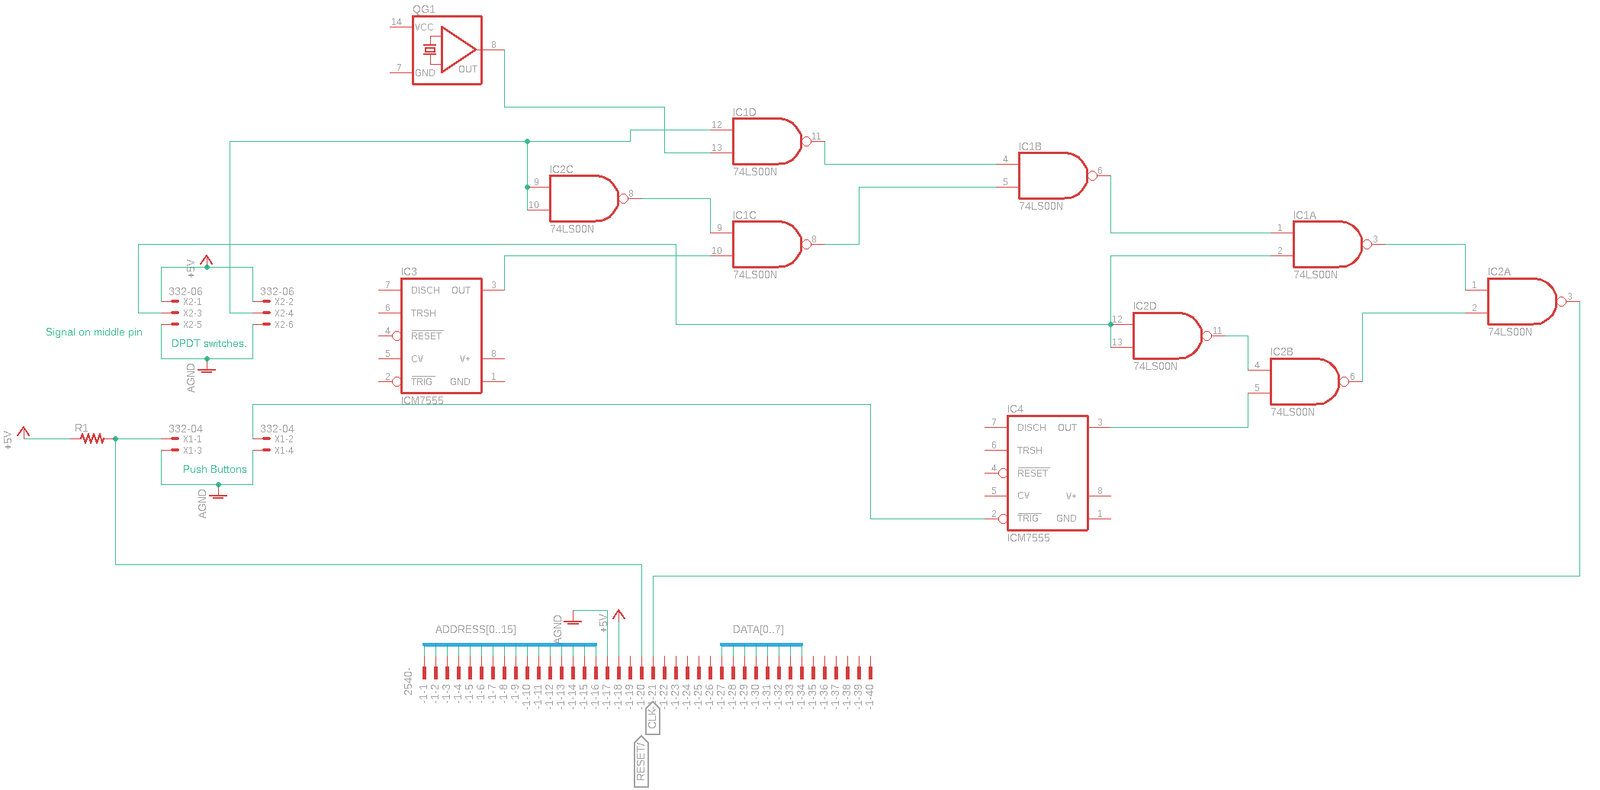 QG1
14
VCC
8
7
GND
OUT
IC1D
12
11
13
74LS00N
IC1B
4
6
5
74LS00N
IC2C
9
8
10
74LS00N
IC1C
9
8
10
74LS00N
IC1A
1
3
2
74LS00N
IC2A
1
3
2
74LS00N
IC2D
12
11
13
74LS00N
IC2B
4
6
5
74LS00N
+5V
332-06
X2-1
X2-3
X2-5
332-06
X2-2
X2-4
X2-6
Signal on middle pin
DPDT switches.
AGND
IC3
7
DISCH
OUT
3
6
TRSH
4
RESET
5
CV
V+
8
2
TRIG
GND
1
ICM7555
IC4
7
DISCH
OUT
3
6
TRSH
4
RESET
5
CV
V+
8
2
TRIG
GND
1
ICM7555
+5V
R1
332-04
X1-1
X1-3
332-04
X1-2
X1-4
Push Buttons
AGND
AGND
+5V
ADDRESS[0..15]
DATA[0..7]
2540-
-1-1
-1-2
-1-3
-1-4
-1-5
-1-6
-1-7
-1-8
-1-9
-1-10
-1-11
-1-12
-1-13
-1-14
-1-15
-1-16
-1-17
-1-18
-1-19
-1-20
-1-21
-1-22
-1-23
-1-24
-1-25
-1-26
-1-27
-1-28
-1-29
-1-30
-1-31
-1-32
-1-33
-1-34
-1-35
-1-36
-1-37
-1-38
-1-39
-1-40
CLK
RESET/